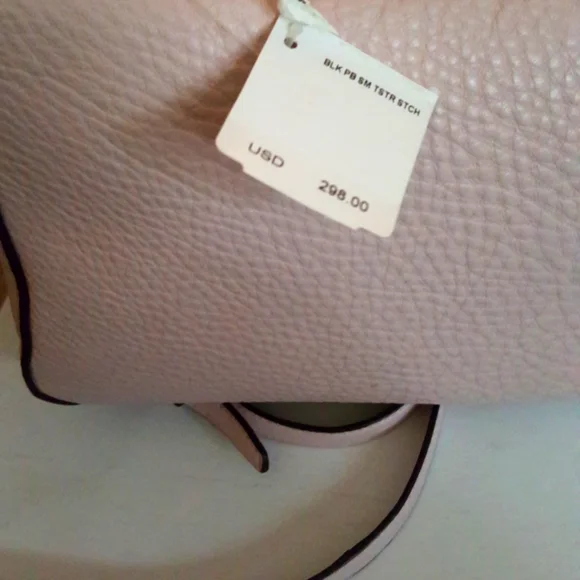 BLK PB SM TSTR STCH
USD 298.00